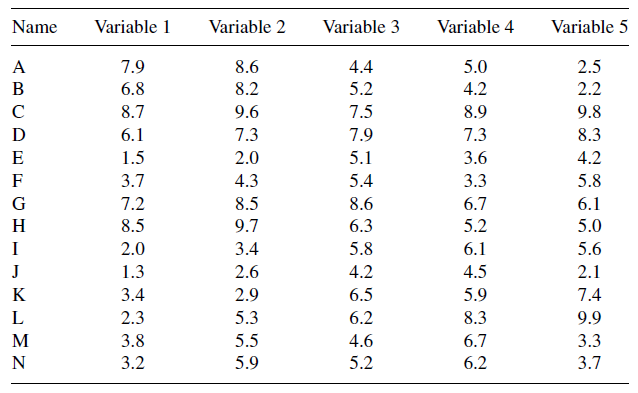 Name Variable 1 Variable 2 Variable 3 Variable 4 Variable 5
A 7.9 8.6 4.4 5.0 2.5
B 6.8 8.2 5.2 4.2 2.2
C 8.7 9.6 7.5 8.9 9.8
D 6.1 7.3 7.9 7.3 8.3
E 1.5 2.0 5.1 3.6 4.2
F 3.7 4.3 5.4 3.3 5.8
G 7.2 8.5 8.6 6.7 6.1
H 8.5 9.7 6.3 5.2 5.0
I 2.0 3.4 5.8 6.1 5.6
J 1.3 2.6 4.2 4.5 2.1
K 3.4 2.9 6.5 5.9 7.4
L 2.3 5.3 6.2 8.3 9.9
M 3.8 5.5 4.6 6.7 3.3
N 3.2 5.9 5.2 6.2 3.7